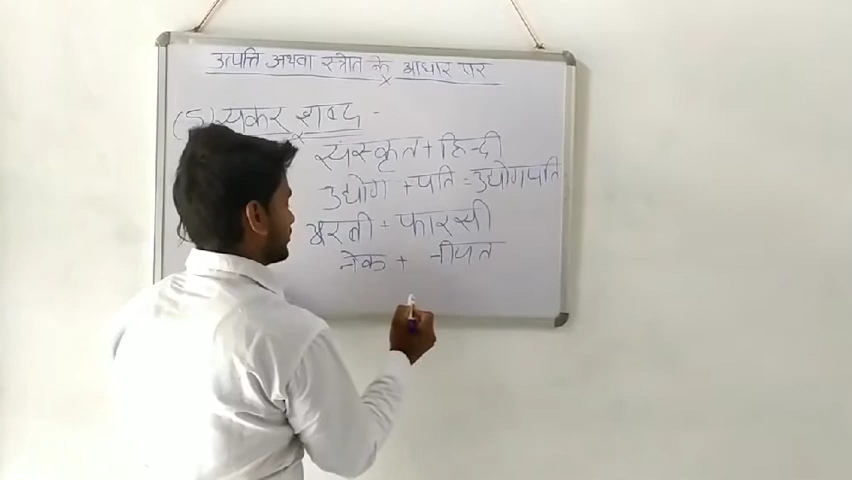 उत्पत्ति अथवा स्त्रोत के आधार पर
(5) संकर शब्द -
संस्कृत + हिन्दी
उद्योग + पति = उद्योगपति
अरबी + फारसी
नेक + नीयत